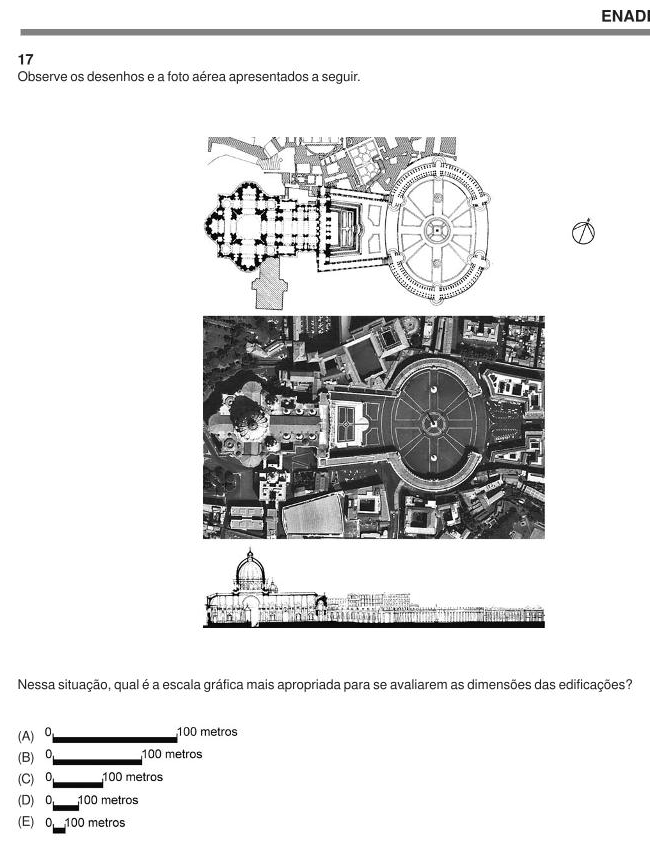 ENADI
17
Observe os desenhos e a foto aérea apresentados a seguir.
Nessa situação, qual é a escala gráfica mais apropriada para se avaliarem as dimensões das edificações?
(A) 0 100 metros
(B) 0 100 metros
(C) 0 100 metros
(D) 0 100 metros
(E) 0 100 metros